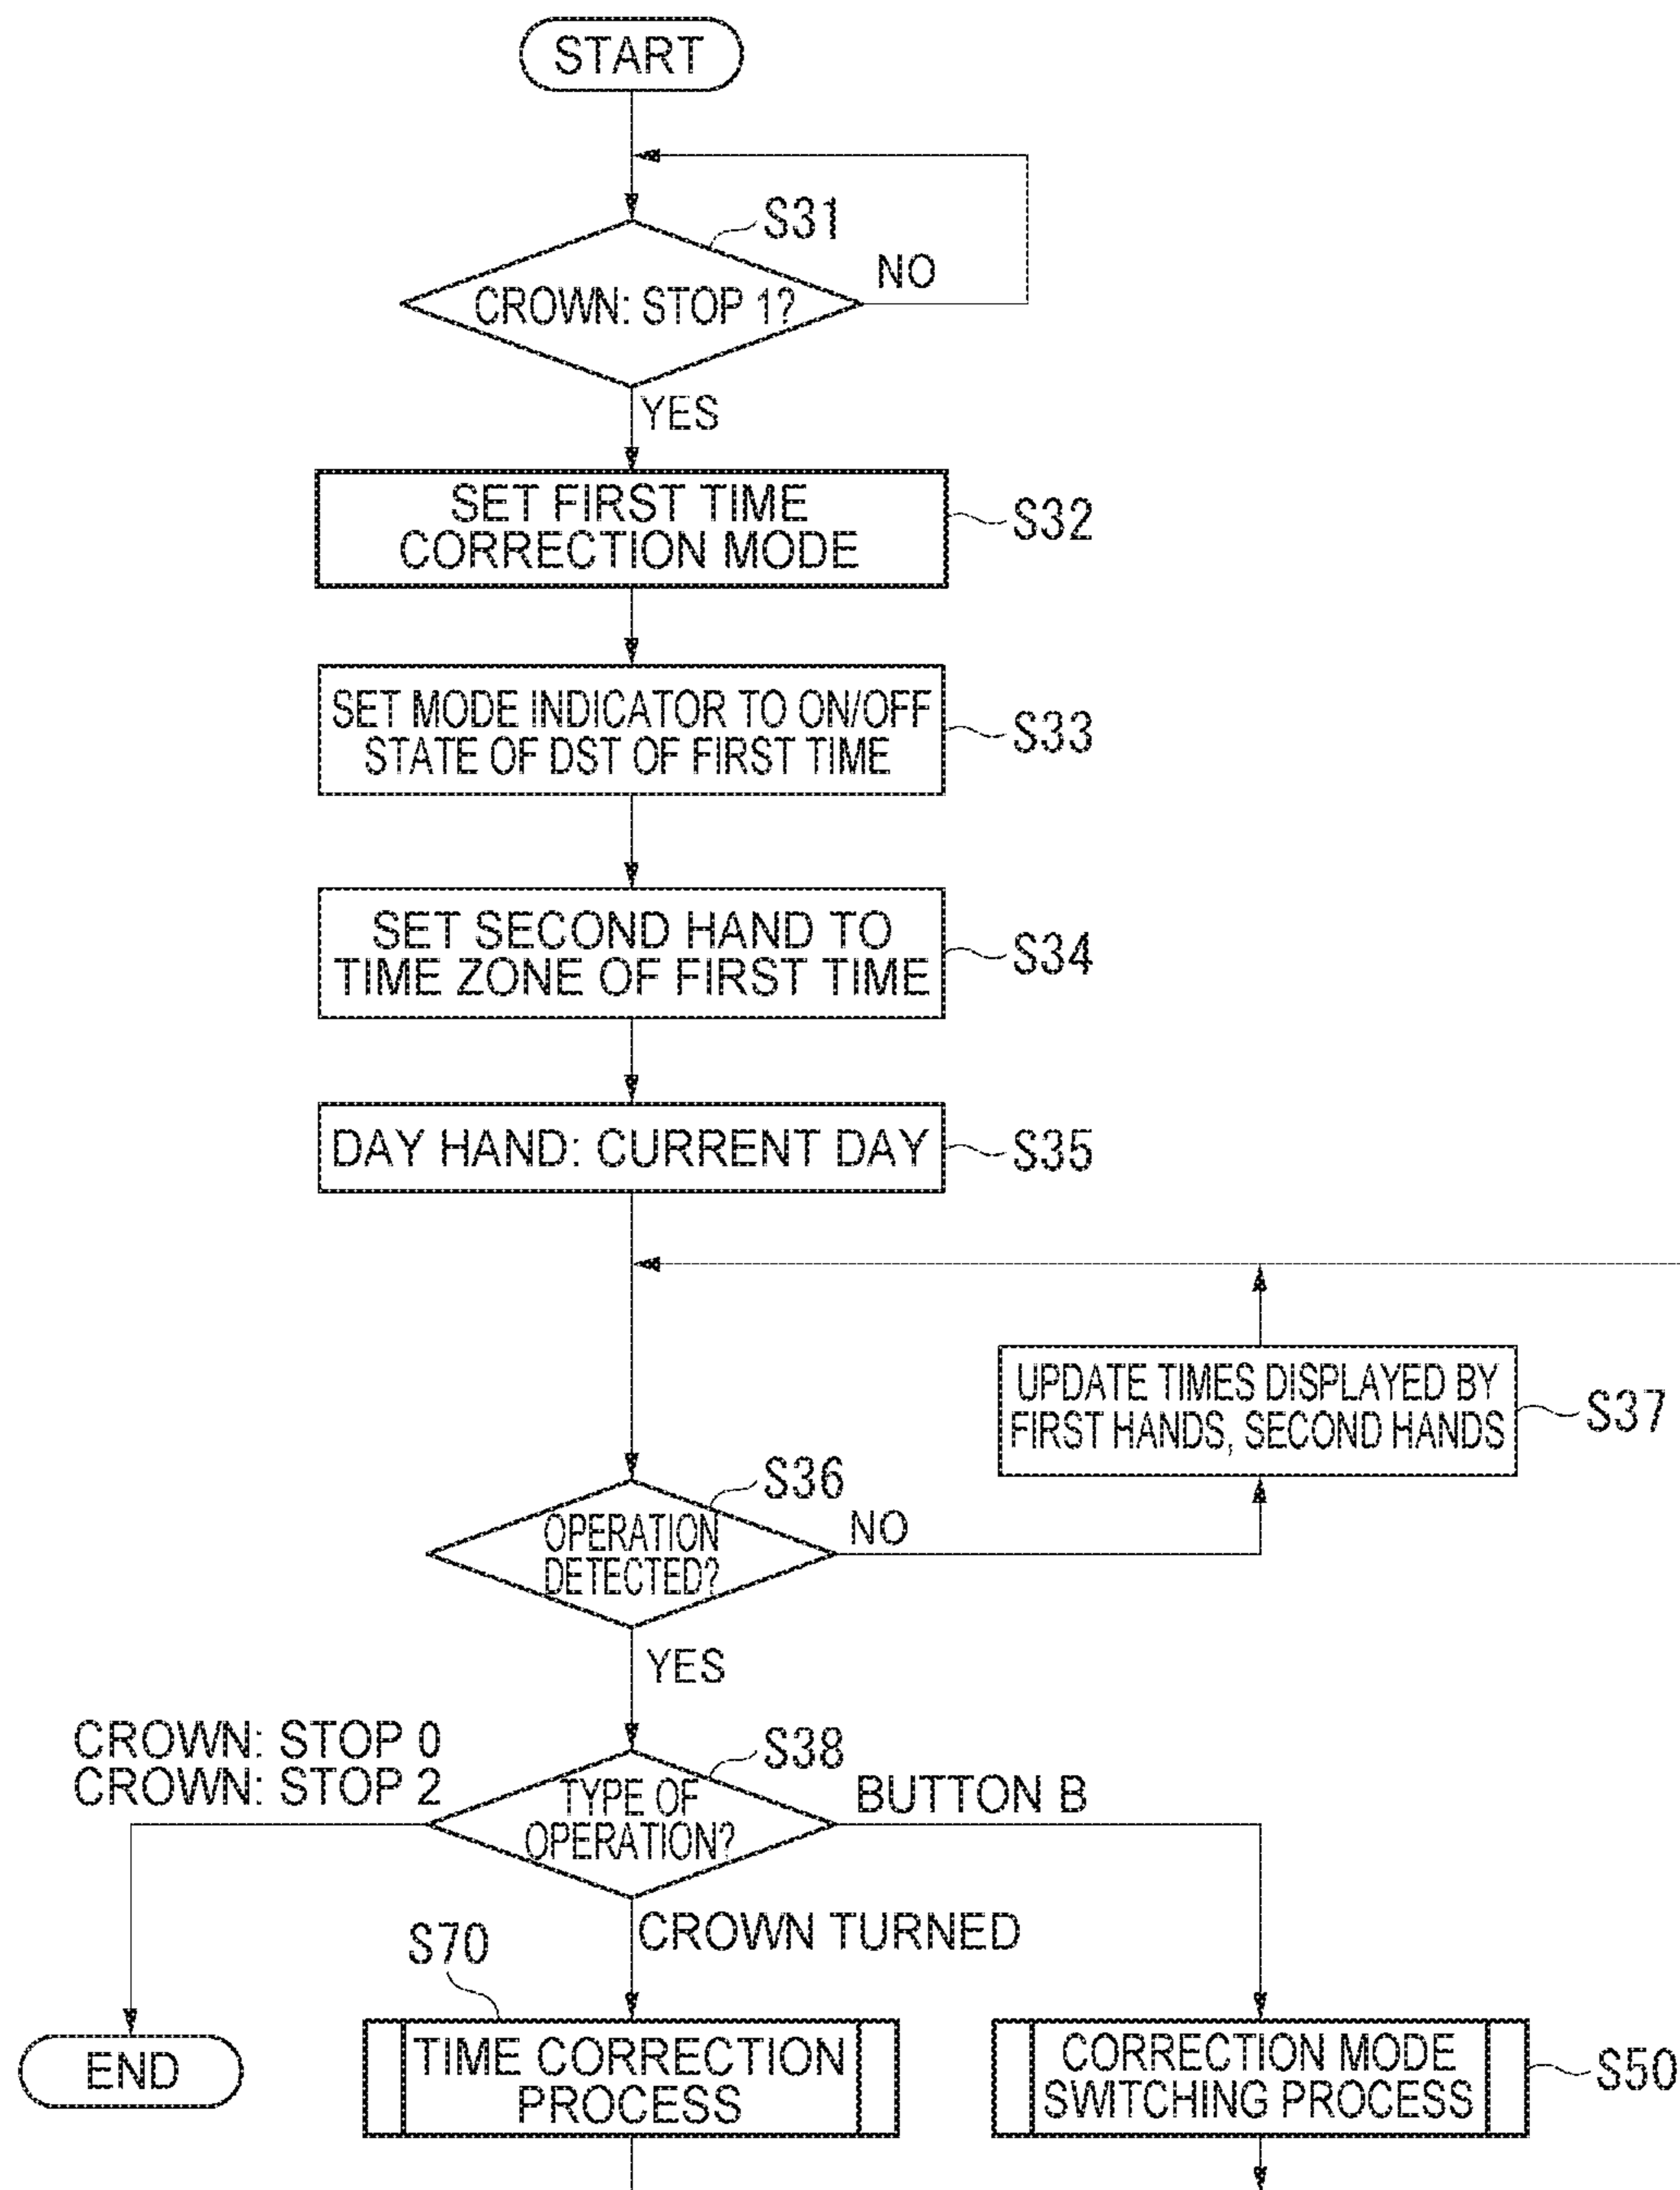 START
S31
NO
CROWN: STOP 1?
YES
SET FIRST TIME
CORRECTION MODE
S32
SET MODE INDICATOR TO ON/OFF
STATE OF DST OF FIRST TIME
S33
SET SECOND HAND TO
TIME ZONE OF FIRST TIME
S34
DAY HAND: CURRENT DAY
S35
UPDATE TIMES DISPLAYED BY
FIRST HANDS, SECOND HANDS
S37
S36
OPERATION
DETECTED?
NO
YES
CROWN: STOP 0
CROWN: STOP 2
S38
TYPE OF
OPERATION?
BUTTON B
CROWN TURNED
S70
END
TIME CORRECTION
PROCESS
CORRECTION MODE
SWITCHING PROCESS
S50